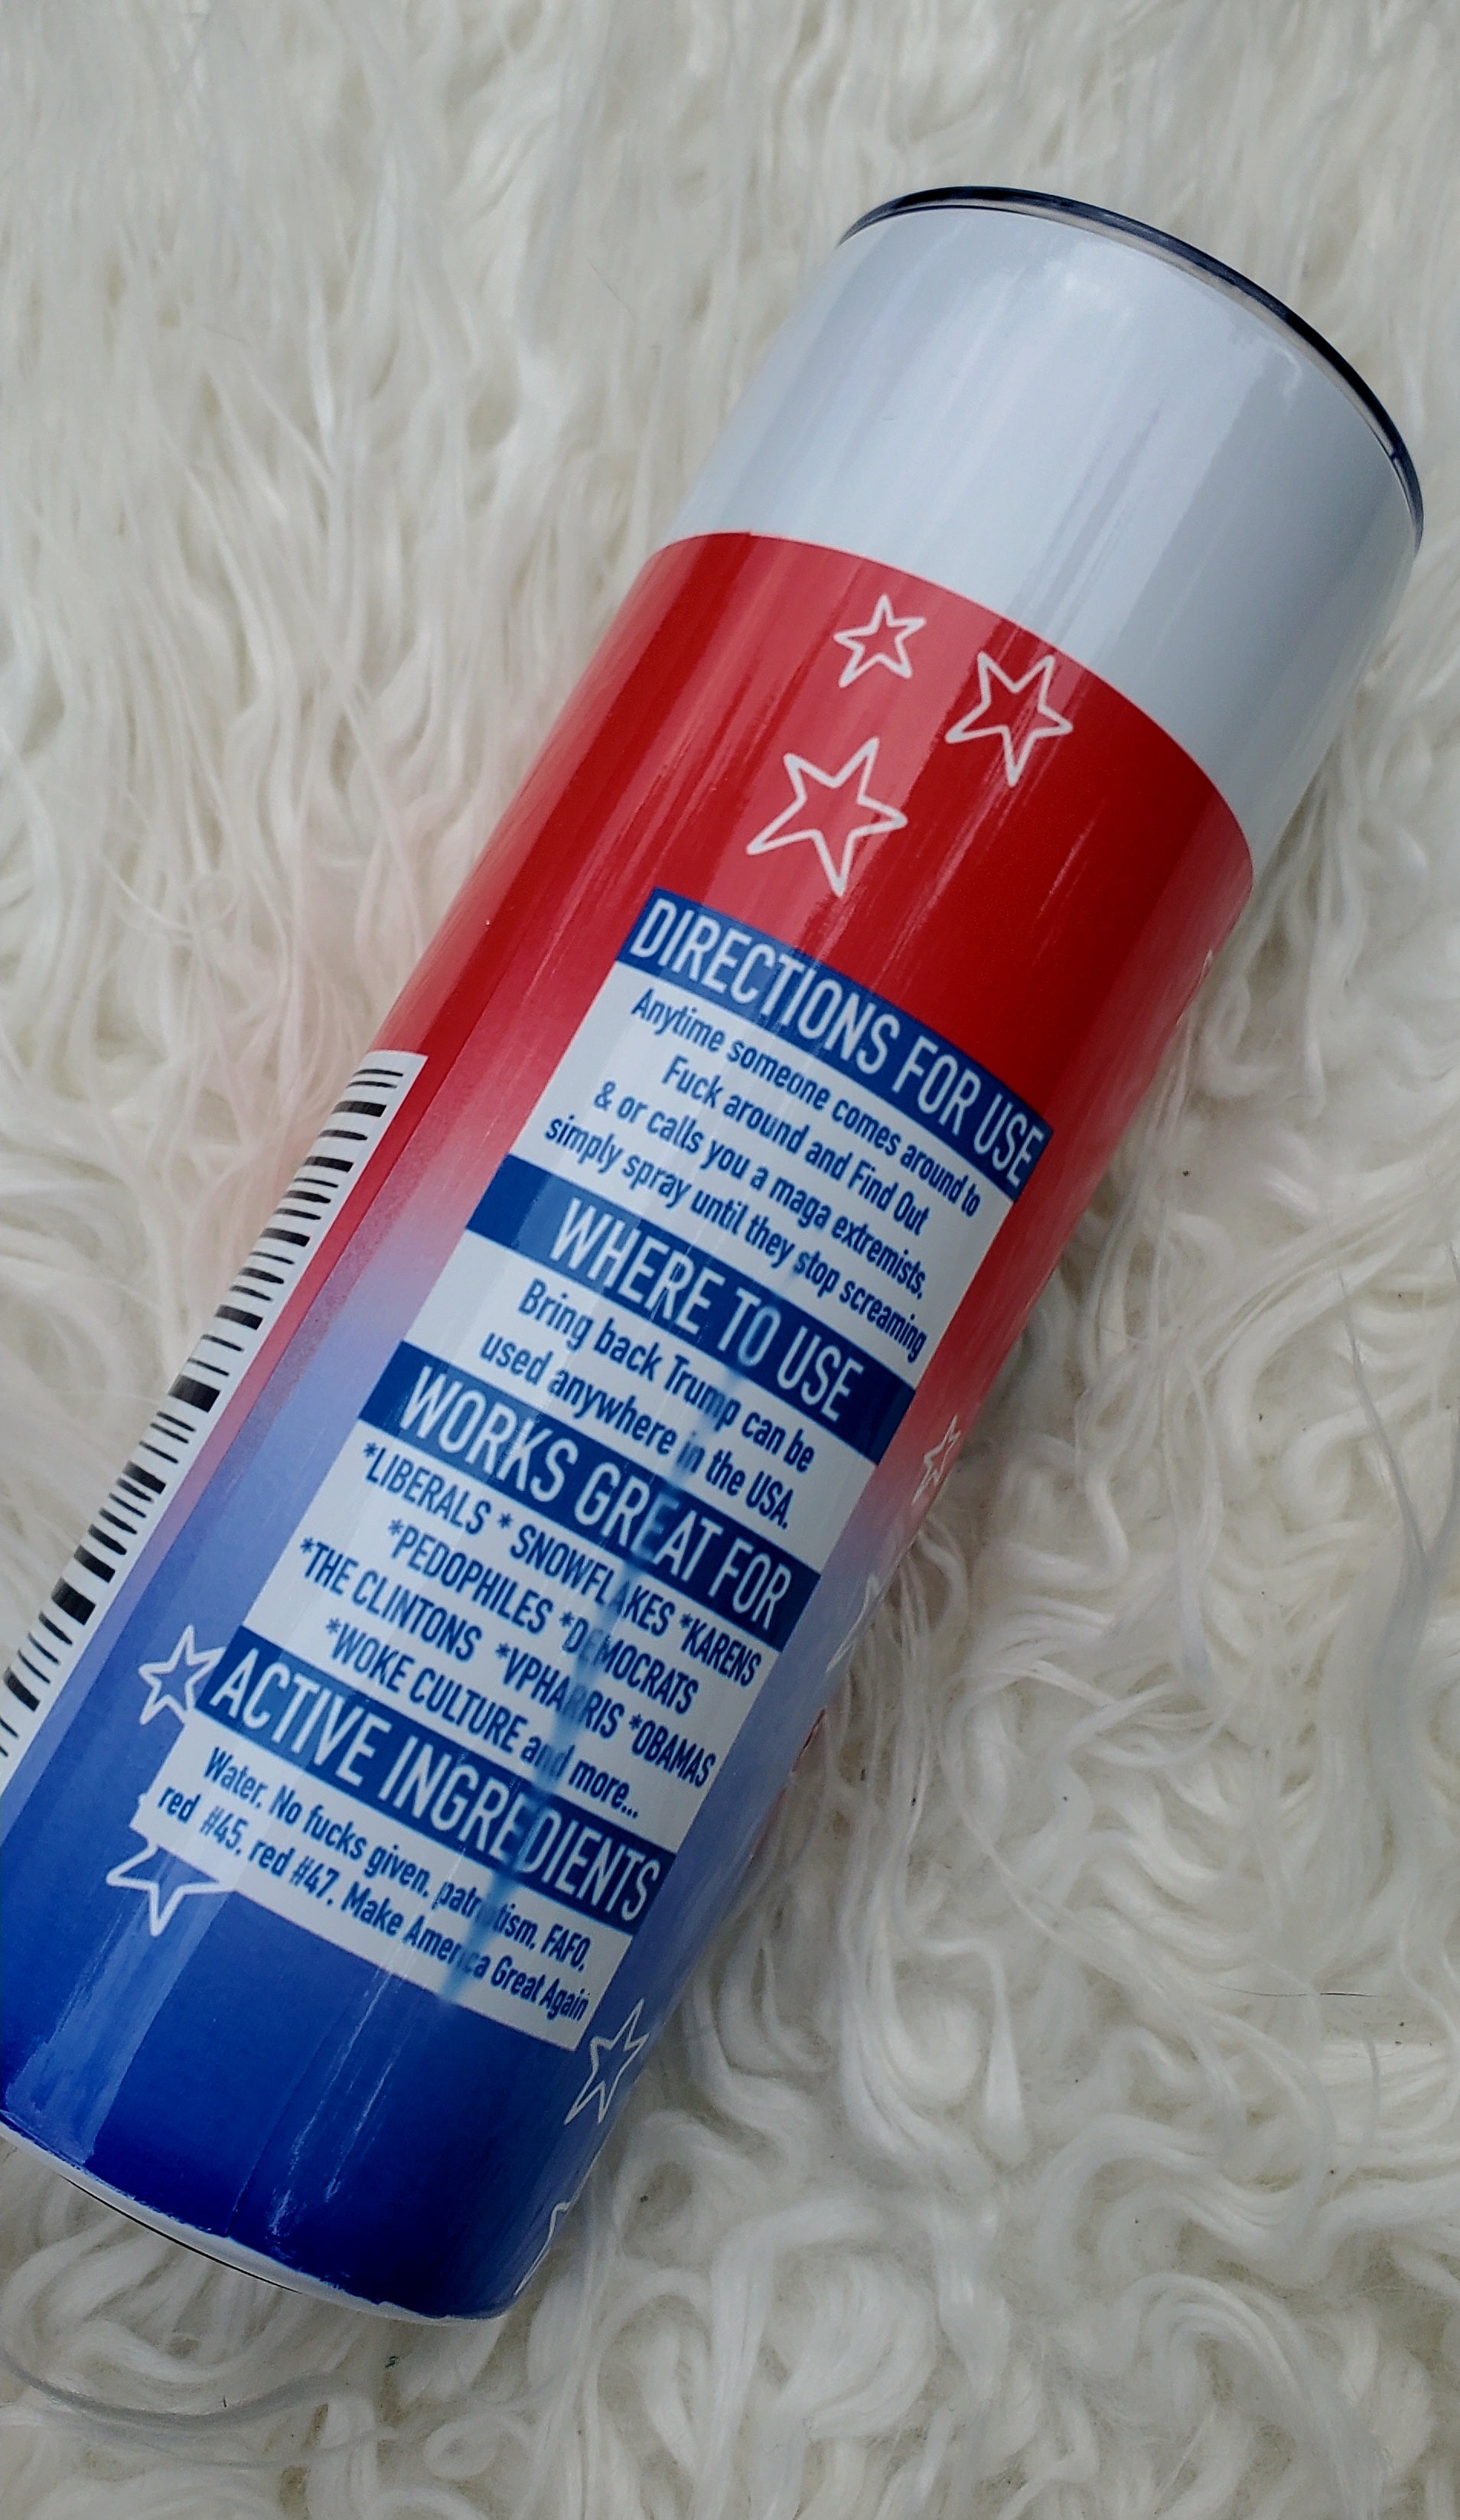 DIRECTIONS FOR USE
Anytime someone comes around to
Fuck around and Find Out
& or calls you a maga extremists,
simply spray until they stop screaming
WHERE TO USE
Bring back Trump can be
used anywhere in the USA.
WORKS GREAT FOR
*LIBERALS * SNOWFLAKES *KARENS
*PEDOPHILES *DEMOCRATS
*THE CLINTONS *VPHARRIS *OBAMAS
*WOKE CULTURE and more...
ACTIVE INGREDIENTS
Water, No fucks given, patriotism, FAFO,
red #45, red #47, Make America Great Again